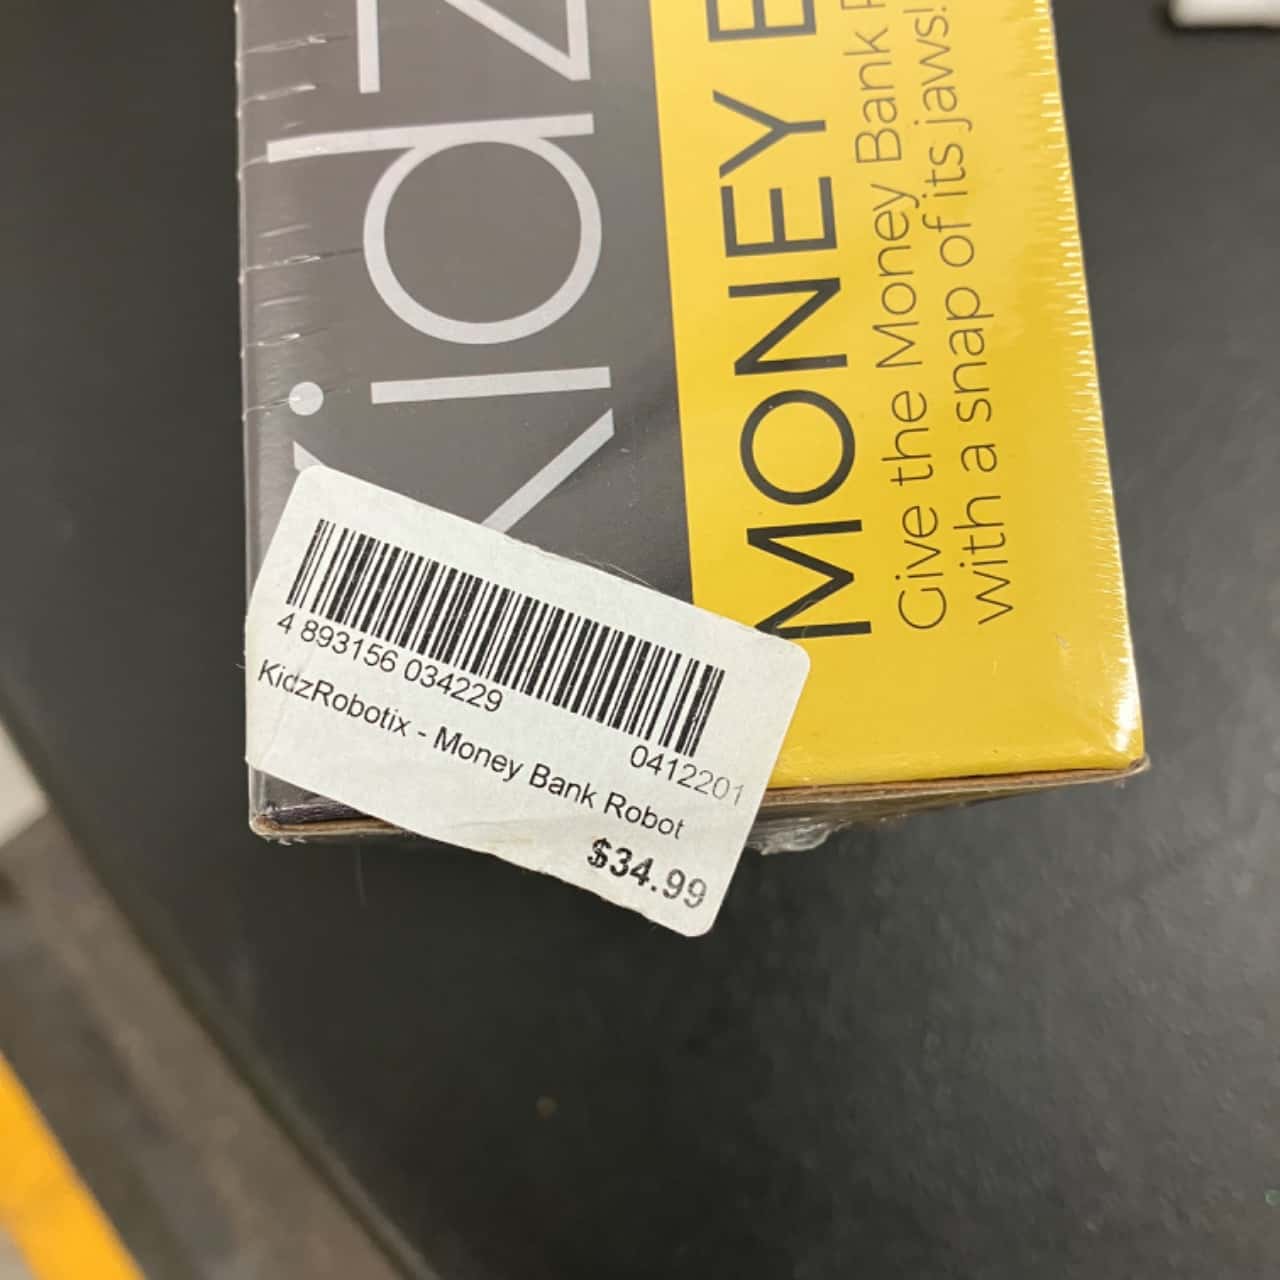 Kidz
MONEY
Give the Money Bank
with a snap of its jaws!
4 893156 034229
0412201
KidzRobotix - Money Bank Robot
$34.99